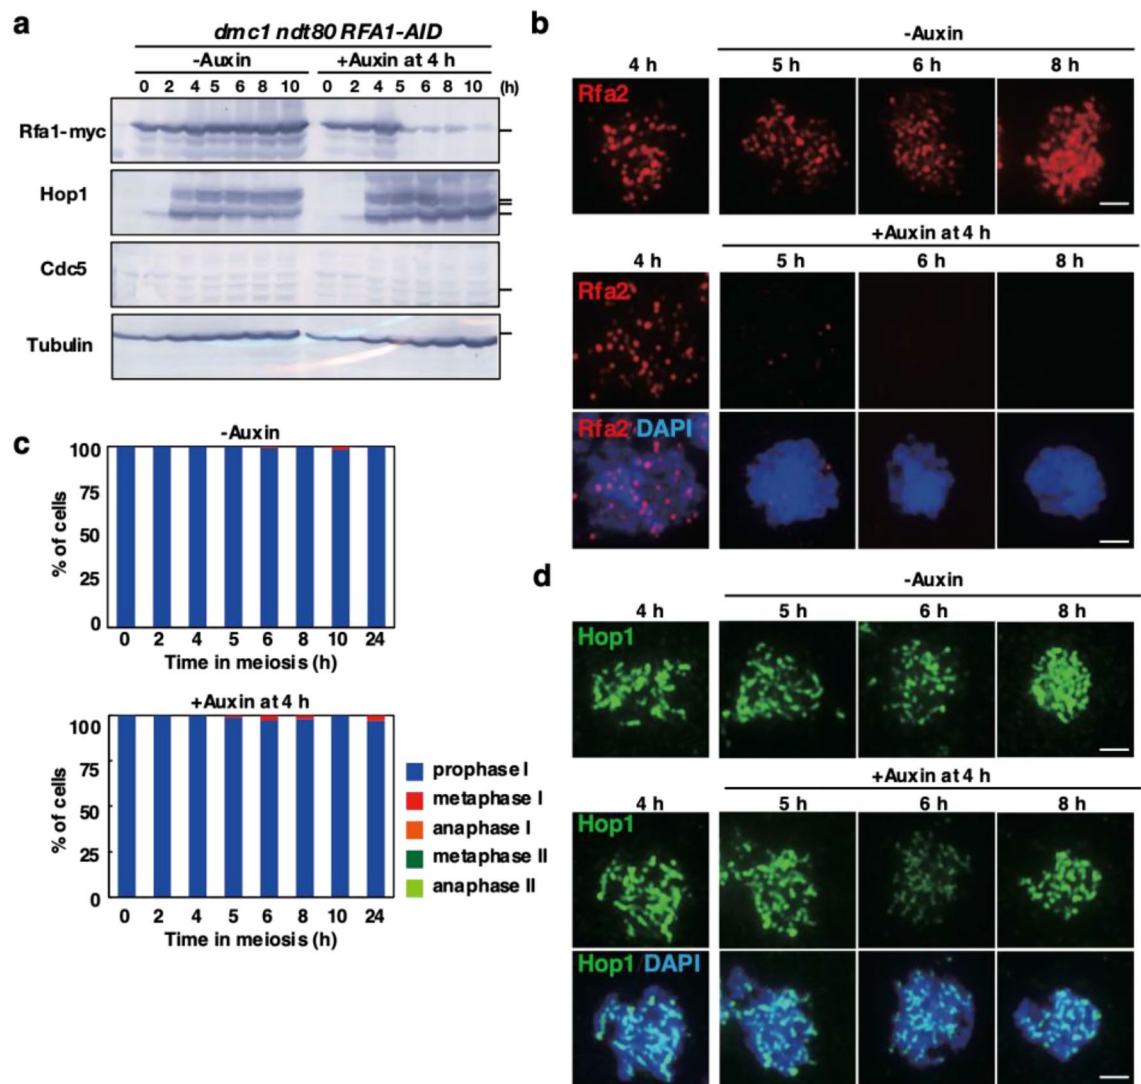 a
dmc1 ndt80 RFA1-AID
-Auxin +Auxin at 4 h
0 2 4 5 6 8 10 0 2 4 5 6 8 10 (h)
Rfa1-myc
Hop1
Cdc5
Tubulin
b
-Auxin
4 h 5 h 6 h 8 h
Rfa2
+Auxin at 4 h
4 h 5 h 6 h 8 h
Rfa2
Rfa2 DAPI
c
-Auxin
100
75
50
25
0
% of cells
0 2 4 5 6 8 10 24
Time in meiosis (h)
+Auxin at 4 h
100
75
50
25
0
% of cells
0 2 4 5 6 8 10 24
Time in meiosis (h)
prophase I
metaphase I
anaphase I
metaphase II
anaphase II
d
-Auxin
4 h 5 h 6 h 8 h
Hop1
+Auxin at 4 h
4 h 5 h 6 h 8 h
Hop1
Hop1 DAPI